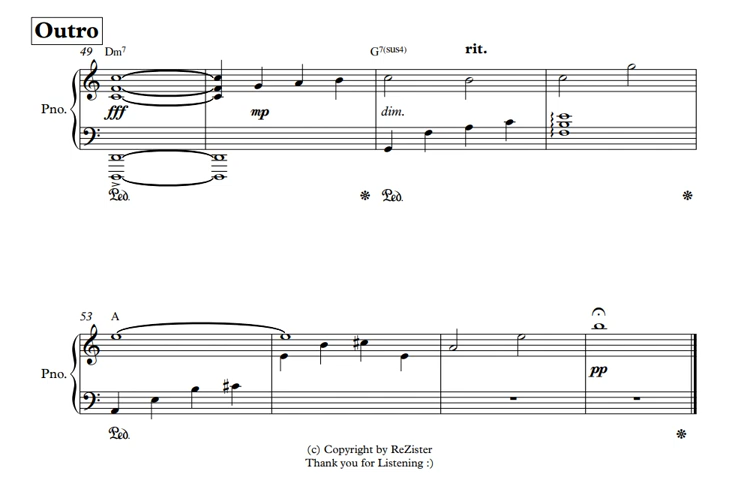 Outro
49 Dm7 G7(sus4) rit.
Pno.
fff mp dim.
Ped. Ped.
53 A
Pno.
pp
Ped.
(c) Copyright by ReZister
Thank you for Listening :)